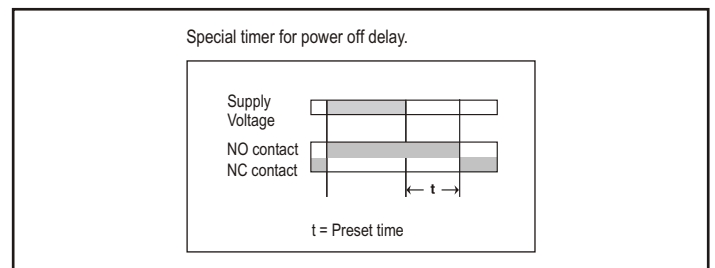 Special timer for power off delay.
Supply
Voltage
NO contact
NC contact
t
t = Preset time